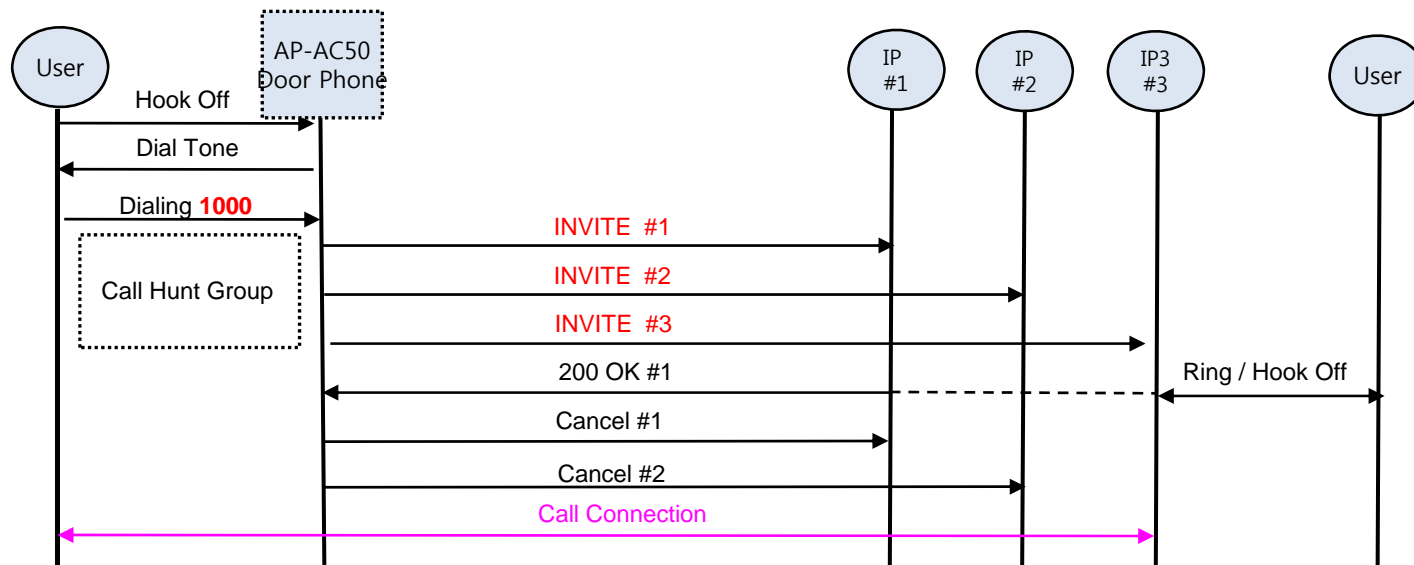 User
AP-AC50
Door Phone
IP
#1
IP
#2
IP3
#3
User
Hook Off
Dial Tone
Dialing 1000
INVITE #1
Call Hunt Group
INVITE #2
INVITE #3
200 OK #1
Ring / Hook Off
Cancel #1
Cancel #2
Call Connection